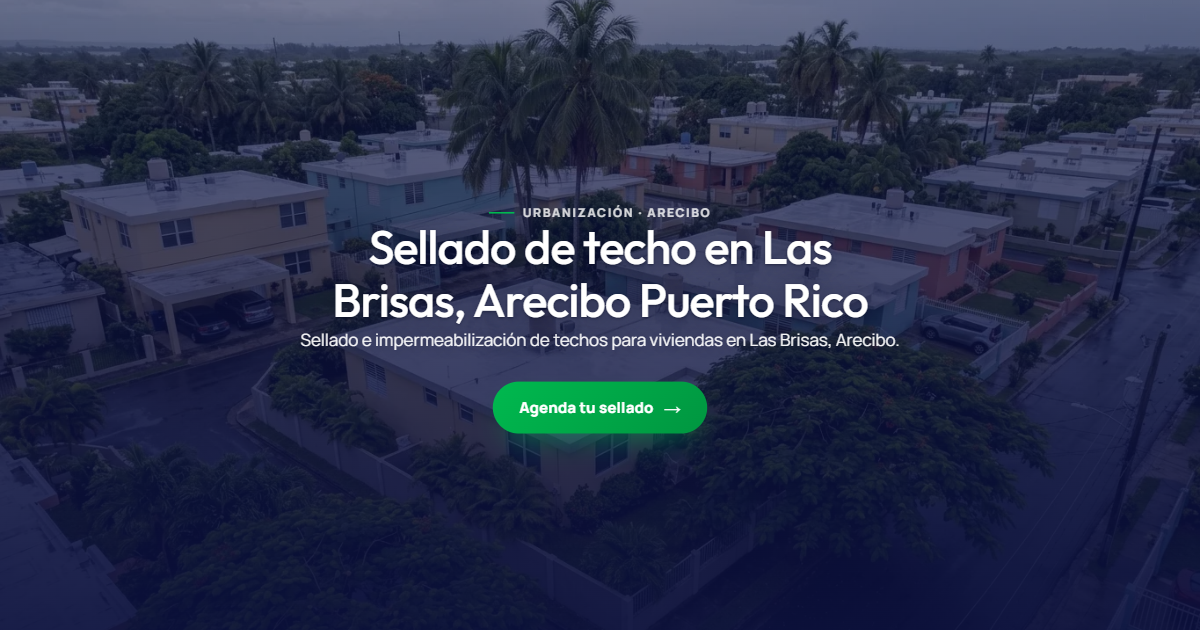 URBANIZACIÓN · ARECIBO
Sellado de techo en Las
Brisas, Arecibo Puerto Rico
Sellado e impermeabilización de techos para viviendas en Las Brisas, Arecibo.
Agenda tu sellado →